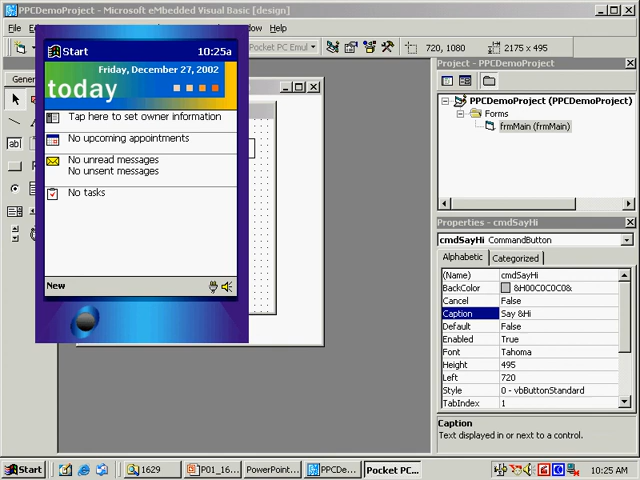 PPCDemoProject - Microsoft eMbedded Visual Basic [design]
File
ndow Help
Pocket PC Emul
720, 1080
2175 x 495
Gener
ab|
Start
10:25a
Friday, December 27, 2002
today
Tap here to set owner information
No upcoming appointments
No unread messages
No unsent messages
No tasks
New
Project - PPCDemoProject
PPCDemoProject (PPCDemoProject)
Forms
frmMain (frmMain)
Properties - cmdSayHi
cmdSayHi CommandButton
Alphabetic Categorized
(Name) cmdSayHi
BackColor &H00C0C0C0&
Cancel False
Caption Say &Hi
Default False
Enabled True
Font Tahoma
Height 495
Left 720
Style 0 - vbButtonStandard
TabIndex 1
Caption
Text displayed in or next to a control.
Start
1629
P01_16...
PowerPoint...
PPCDe...
Pocket PC...
10:25 AM